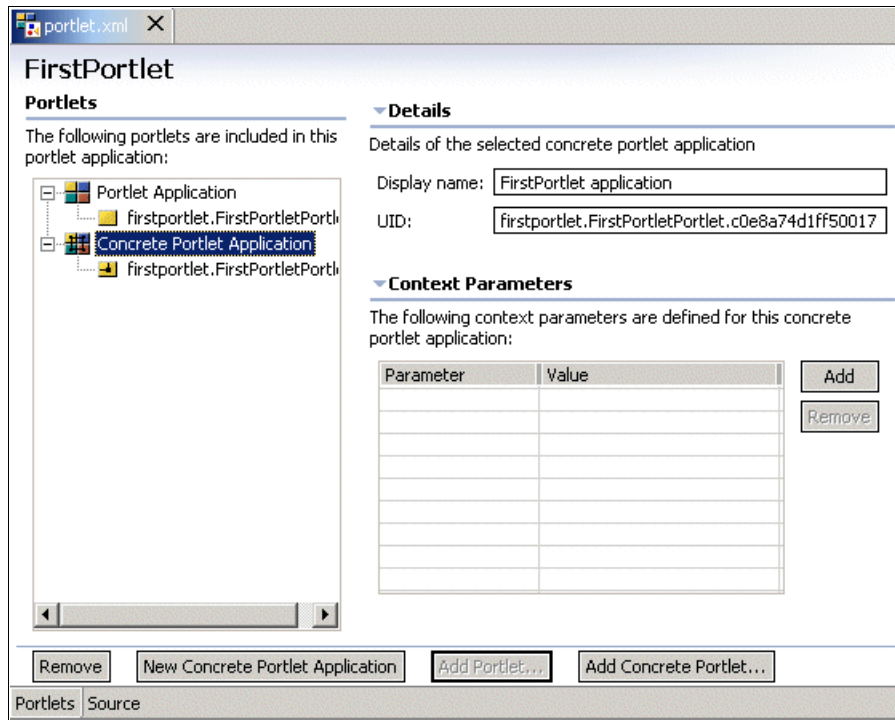 portlet.xml
FirstPortlet
Portlets
The following portlets are included in this
portlet application:
Portlet Application
firstportlet.FirstPortletPortl
Concrete Portlet Application
firstportlet.FirstPortletPortl
Details
Details of the selected concrete portlet application
Display name: FirstPortlet application
UID: firstportlet.FirstPortletPortlet.c0e8a74d1ff50017
Context Parameters
The following context parameters are defined for this concrete
portlet application:
Parameter Value
Add
Remove
Remove New Concrete Portlet Application Add Portlet... Add Concrete Portlet...
Portlets Source